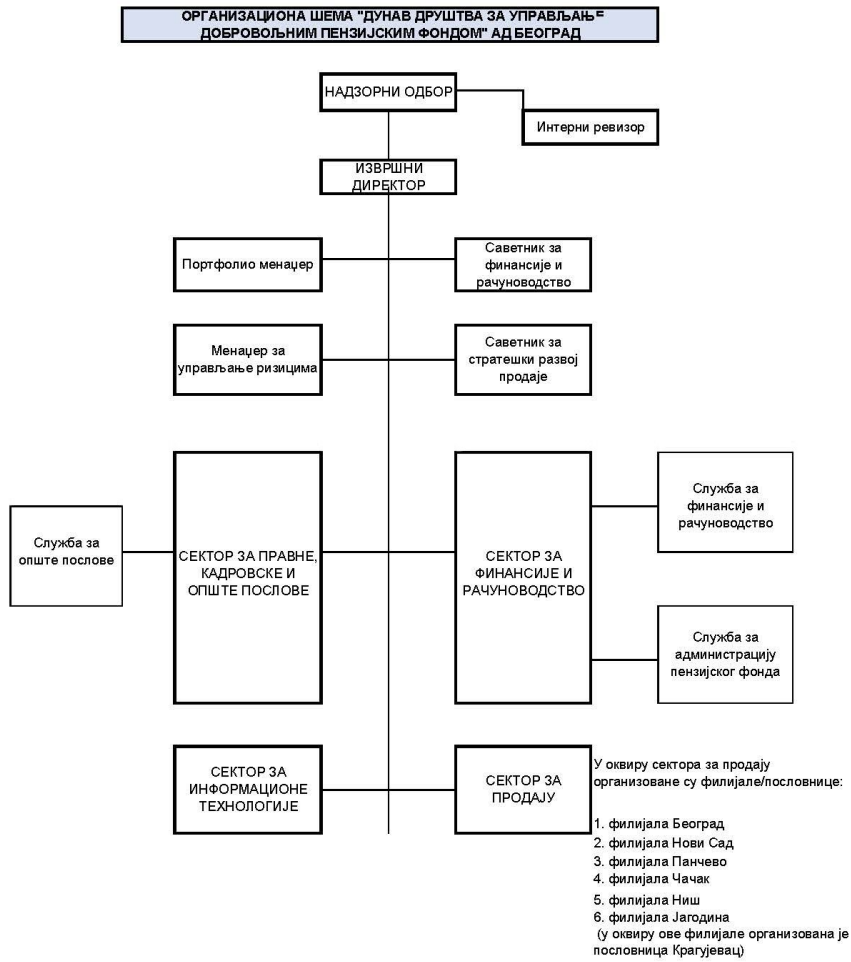 ОРГАНИЗАЦИОНА ШЕМА "ДУНАВ ДРУШТВА ЗА УПРАВЉАЊЕ
ДОБРОВОЉНИМ ПЕНЗИЈСКИМ ФОНДОМ" АД БЕОГРАД
НАДЗОРНИ ОДБОР
Интерни ревизор
ИЗВРШНИ
ДИРЕКТОР
Портфолио менаџер
Саветник за
финансије и
рачуноводство
Менаџер за
управљање ризицима
Саветник за
стратешки развој
продаје
Служба за
опште послове
СЕКТОР ЗА ПРАВНЕ,
КАДРОВСКЕ И
ОПШТЕ ПОСЛОВЕ
СЕКТОР ЗА
ФИНАНСИЈЕ И
РАЧУНОВОДСТВО
Служба за
финансије и
рачуноводство
Служба за
администрацију
пензијског фонда
СЕКТОР ЗА
ИНФОРМАЦИОНЕ
ТЕХНОЛОГИЈЕ
СЕКТОР ЗА
ПРОДАЈУ
У оквиру сектора за продају
организоване су филијале/пословнице:
1. филијала Београд
2. филијала Нови Сад
3. филијала Панчево
4. филијала Чачак
5. филијала Ниш
6. филијала Јагодина
(у оквиру ове филијале организована је
пословница Крагујевац)